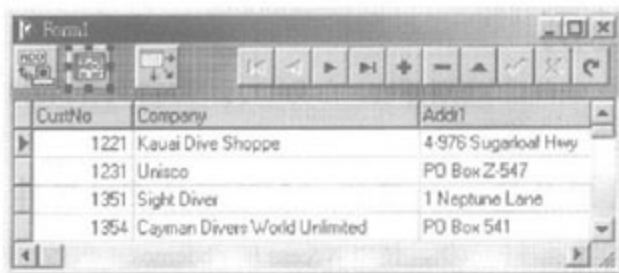 Form1
CustNo Company Addr1
1221 Kauai Dive Shoppe 4-976 Sugarloaf Hwy
1231 Unisco PO Box Z-547
1351 Sight Diver 1 Neptune Lane
1354 Cayman Divers World Unlimited PO Box 541